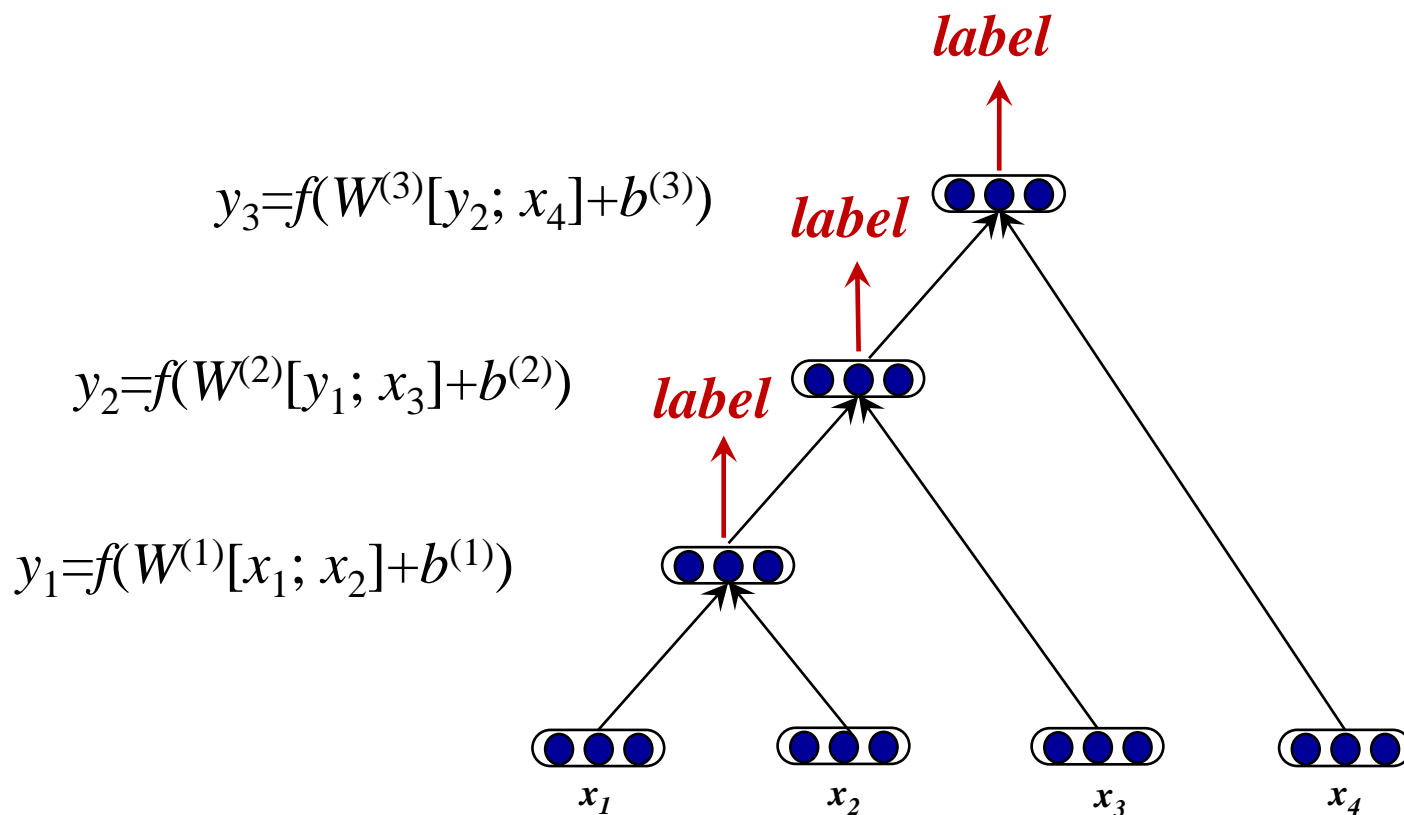 label
y₃=f(W⁽³⁾[y₂; x₄]+b⁽³⁾)
label
y₂=f(W⁽²⁾[y₁; x₃]+b⁽²⁾)
label
y₁=f(W⁽¹⁾[x₁; x₂]+b⁽¹⁾)
x₁ x₂ x₃ x₄